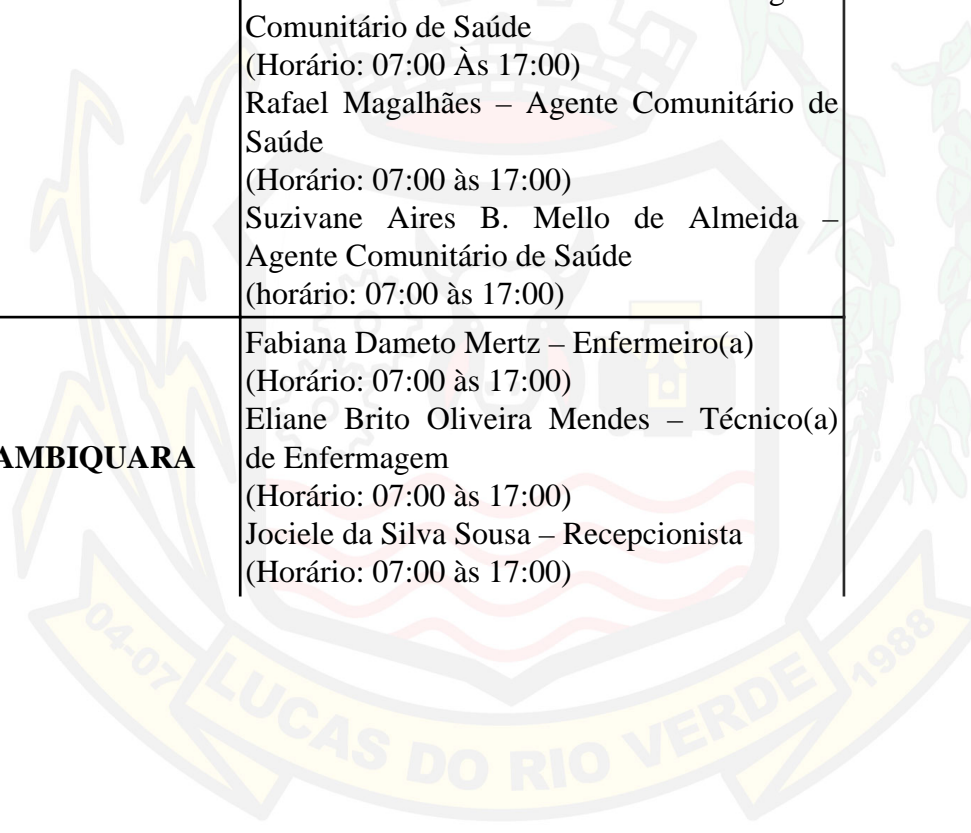 Comunitário de Saúde
(Horário: 07:00 Às 17:00)
Rafael Magalhães – Agente Comunitário de
Saúde
(Horário: 07:00 às 17:00)
Suzivane Aires B. Mello de Almeida –
Agente Comunitário de Saúde
(horário: 07:00 às 17:00)
AMBIQUARA
Fabiana Dameto Mertz – Enfermeiro(a)
(Horário: 07:00 às 17:00)
Eliane Brito Oliveira Mendes – Técnico(a)
de Enfermagem
(Horário: 07:00 às 17:00)
Jociele da Silva Sousa – Recepcionista
(Horário: 07:00 às 17:00)
04-07 LUCAS DO RIO VERDE 1988